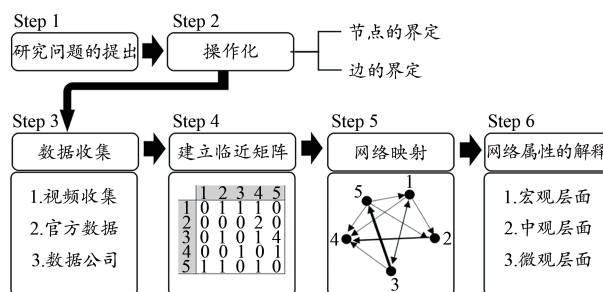 Step 1
研究问题的提出
Step 2
操作化
节点的界定
边的界定
Step 3
数据收集
1.视频收集
2.官方数据
3.数据公司
Step 4
建立临近矩阵
1 2 3 4 5
1 0 1 1 1 0
2 0 0 0 2 0
3 0 1 0 1 4
4 0 0 1 0 1
5 1 1 0 1 0
Step 5
网络映射
1
5
4
2
3
Step 6
网络属性的解释
1.宏观层面
2.中观层面
3.微观层面